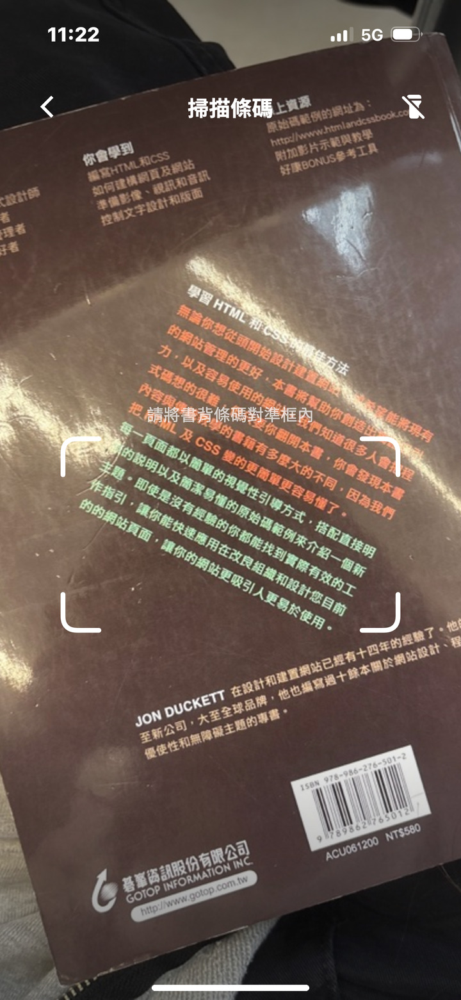 11:22
5G
掃描條碼
上資源
原始碼範例的網址為：
http://www.htmlandcssbook.co
附加影片示範與教學
好康BONUS參考工具
你會學到
編寫HTML和CSS
如何建構網頁及網站
準備影像、視訊和音訊
控制文字設計和版面
式設計師
者
管理者
好者
學習 HTML 和 CSS 的最佳方法
無論你想從頭開始設計建置網站，或是能將現有
的網站管理的更好，本書將幫助你創造
力，以及容易使用的網 我們知道很多人會把程
式碼想的很難， 你翻開本書，你會發現本書
內容與 的書籍有多麼大的不同，因為我們
把 HTML 及 CSS 變的更簡單更容易懂了。
請將書背條碼對準框內
每一頁面都以簡單的視覺性引導方式，搭配直接明
的說明以及簡潔易懂的原始碼範例來介紹一個新
主題。即使是沒有經驗的你都能找到實際有效的工
作指引，讓你能快速應用在改良組織和設計您目前
的的網站頁面，讓你的網站更吸引人更易於使用。
JON DUCKETT 在設計和建置網站已經有十四年的經驗了。他的
至新公司，大至全球品牌，他也編寫過十餘本關於網站設計、程
優使性和無障礙主題的專書。
ISBN 978-986-276-501-2
9 789862 765012
ACU061200 NT$580
碁峯資訊股份有限公司
GOTOP INFORMATION INC.
http://www.gotop.com.tw